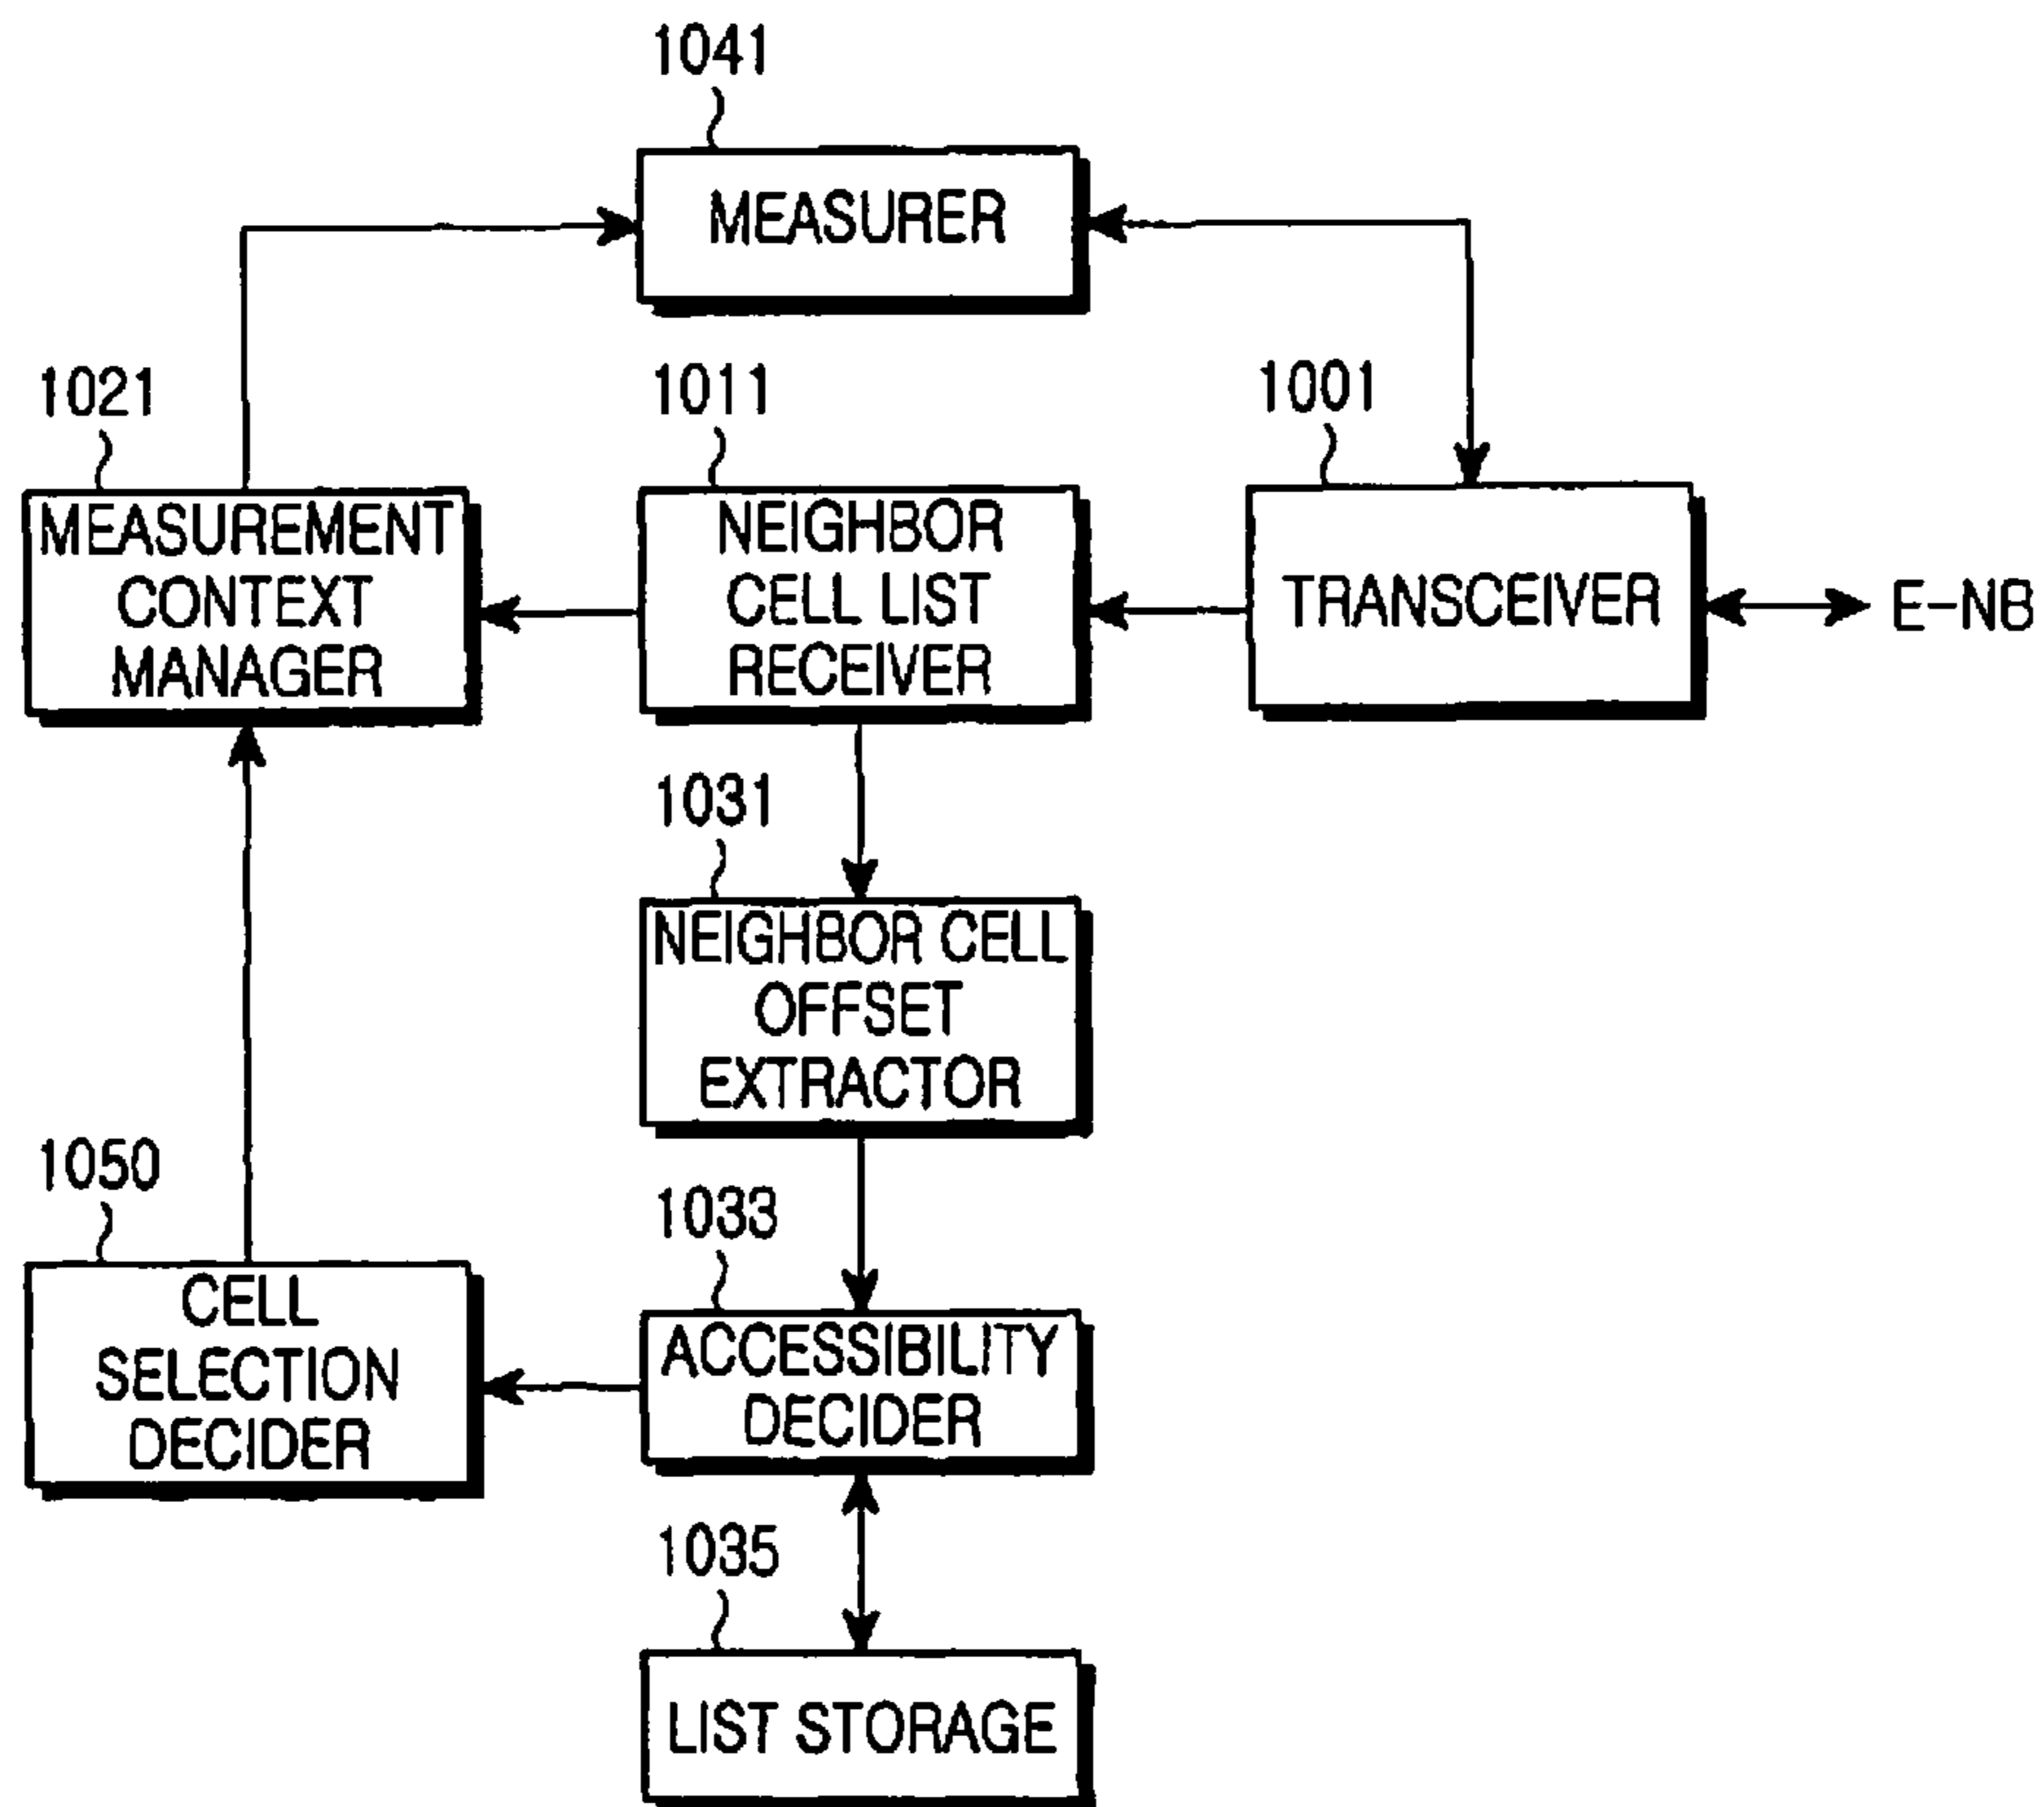 1041
MEASURER
1021
1011
1001
MEASUREMENT
CONTEXT
MANAGER
NEIGHBOR
CELL LIST
RECEIVER
TRANSCEIVER
E-NB
1031
NEIGHBOR CELL
OFFSET
EXTRACTOR
1050
1033
CELL
SELECTION
DECIDER
ACCESSIBILITY
DECIDER
1035
LIST STORAGE